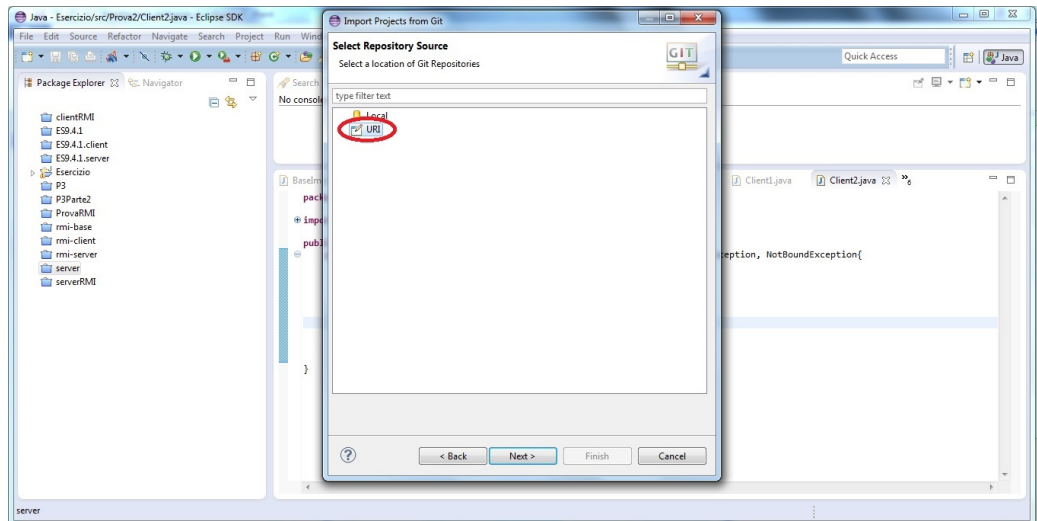 Java - Esercizio/src/Prova2/Client2.java - Eclipse SDK
File Edit Source Refactor Navigate Search Project Run Wind
Quick Access
Java
Package Explorer
Navigator
clientRMI
ES9.4.1
ES9.4.1.client
ES9.4.1.server
Esercizio
P3
P3Parte2
ProvaRMI
rmi-base
rmi-client
rmi-server
server
serverRMI
Search
No consol
BaseIm
Client1.java
Client2.java
»6
pack
impo
publ
eption, NotBoundException{
}
Import Projects from Git
Select Repository Source
Select a location of Git Repositories
GIT
type filter text
Local
URI
?
< Back
Next >
Finish
Cancel
server